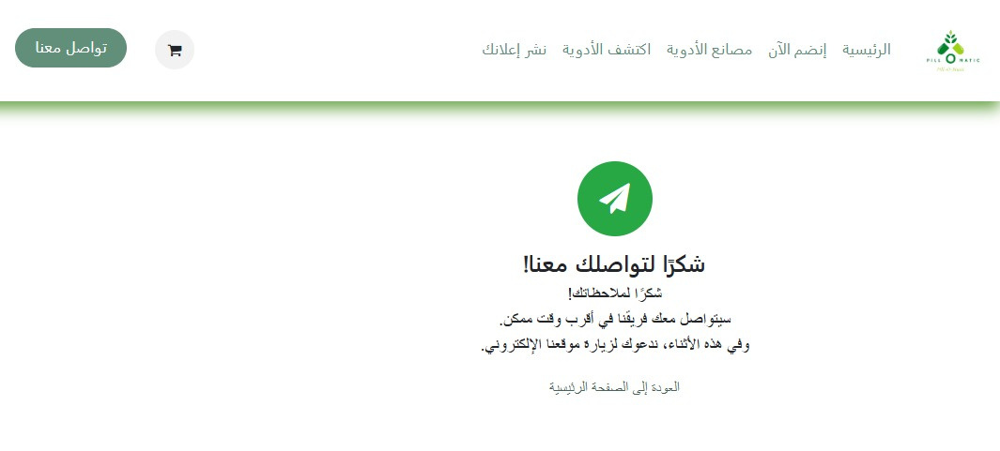 PILL O MATIC
الرئيسية
إنضم الآن
مصانع الأدوية
اكتشف الأدوية
نشر إعلانك
تواصل معنا
شكرًا لتواصلك معنا!
شكرًا لملاحظاتك!
سيتواصل معك فريقنا في أقرب وقت ممكن.
وفي هذه الأثناء، ندعوك لزيارة موقعنا الإلكتروني.
العودة إلى الصفحة الرئيسية